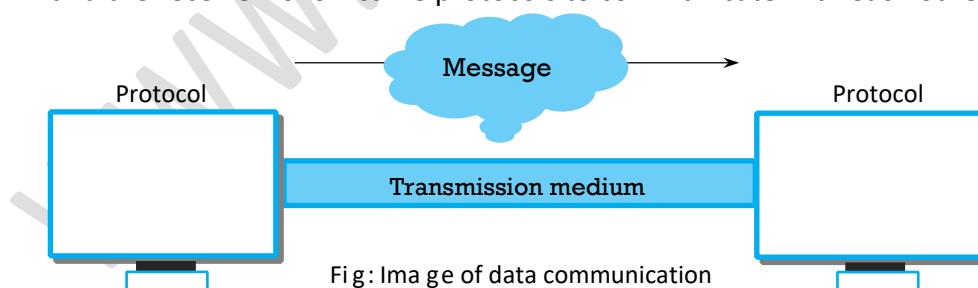 Message
Protocol Protocol
Transmission medium
Fig: Image of data communication